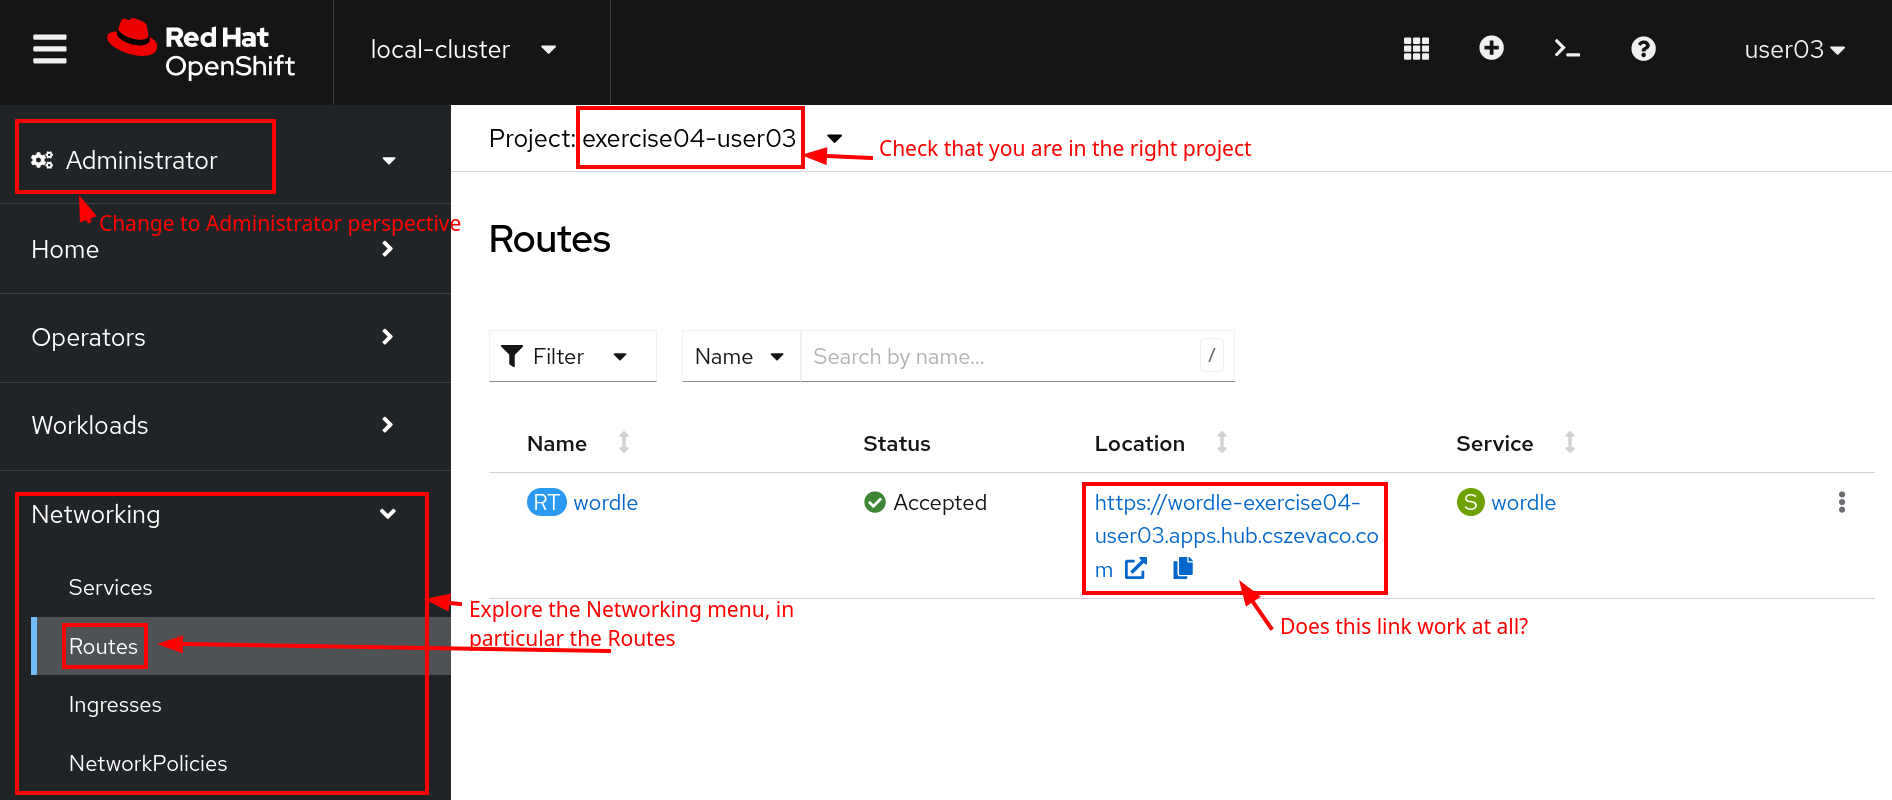 Red Hat
OpenShift
local-cluster
user03
Administrator
Change to Administrator perspective
Home
Operators
Workloads
Networking
Services
Routes
Ingresses
NetworkPolicies
Project: exercise04-user03
Check that you are in the right project
Routes
Filter
Name
Search by name...
/
Name
Status
Location
Service
RT wordle
Accepted
https://wordle-exercise04-
user03.apps.hub.cszevaco.co
m
S wordle
Explore the Networking menu, in
particular the Routes
Does this link work at all?